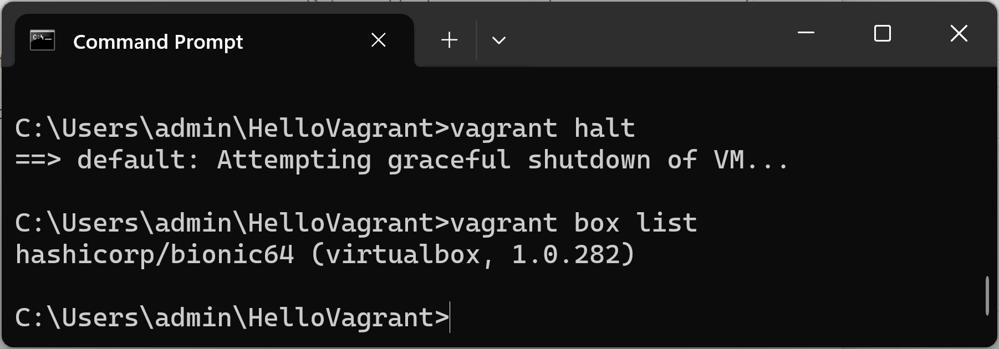 Command Prompt
C:\Users\admin\HelloVagrant>vagrant halt
==> default: Attempting graceful shutdown of VM...
C:\Users\admin\HelloVagrant>vagrant box list
hashicorp/bionic64 (virtualbox, 1.0.282)
C:\Users\admin\HelloVagrant>